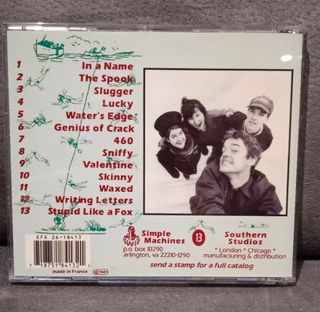 1 In a Name
2 The Spook
3 Slugger
4 Lucky
5 Water's Edge
6 Genius of Crack
7 460
8 Sniffy
9 Valentine
10 Skinny
11 Waxed
12 Writing Letters
13 Stupid Like a Fox
EFA 26-18413
made in France
Simple Machines
p.o. box 10290
arlington, va 22210-1290
13
Southern Studios
* London * Chicago *
manufacturing & distribution
send a stamp for a full catalog